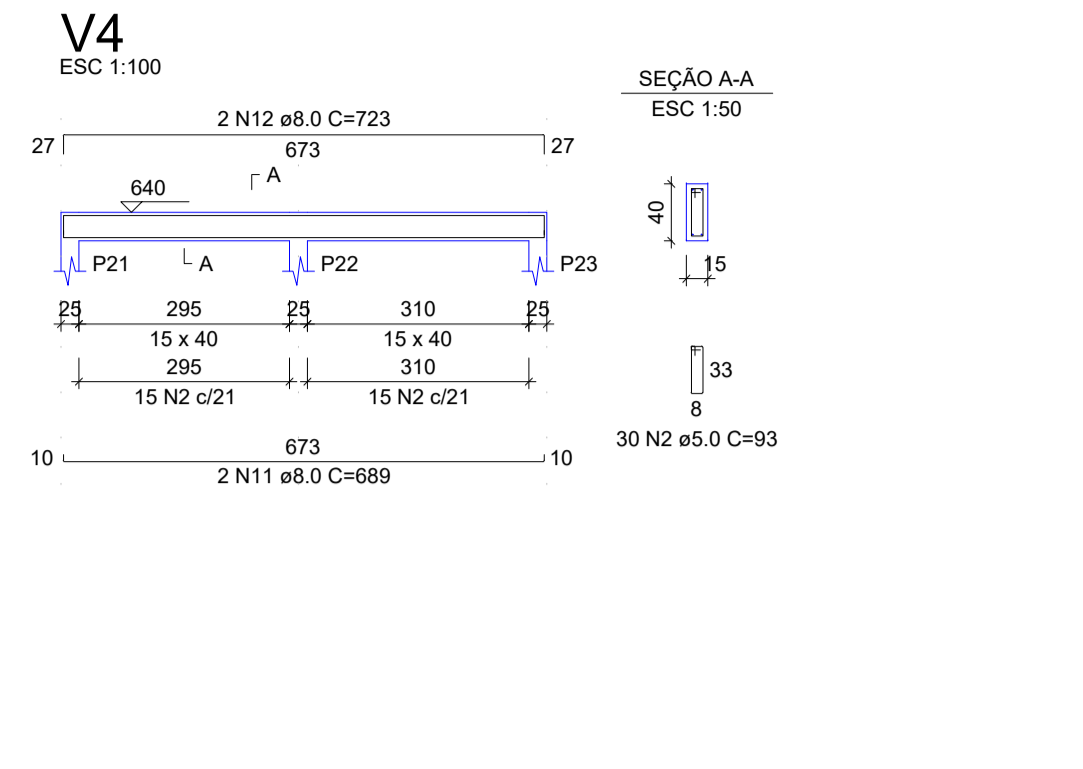 V4
ESC 1:100
SEÇÃO A-A
ESC 1:50
2 N12 ø8.0 C=723
27
673
27
A
640
40
P21
A
P22
P23
15
25
295
25
310
25
15 x 40
15 x 40
295
310
33
15 N2 c/21
15 N2 c/21
8
30 N2 ø5.0 C=93
673
10
10
2 N11 ø8.0 C=689